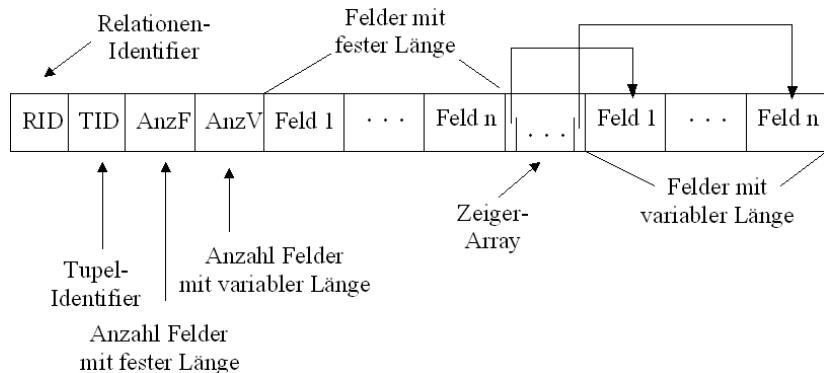 Relationen-
Identifier
Felder mit
fester Länge
RID TID AnzF AnzV Feld 1 . . . Feld n . . . Feld 1 . . . Feld n
Zeiger-
Array
Felder mit
variabler Länge
Tupel-
Identifier
Anzahl Felder
mit variabler Länge
Anzahl Felder
mit fester Länge